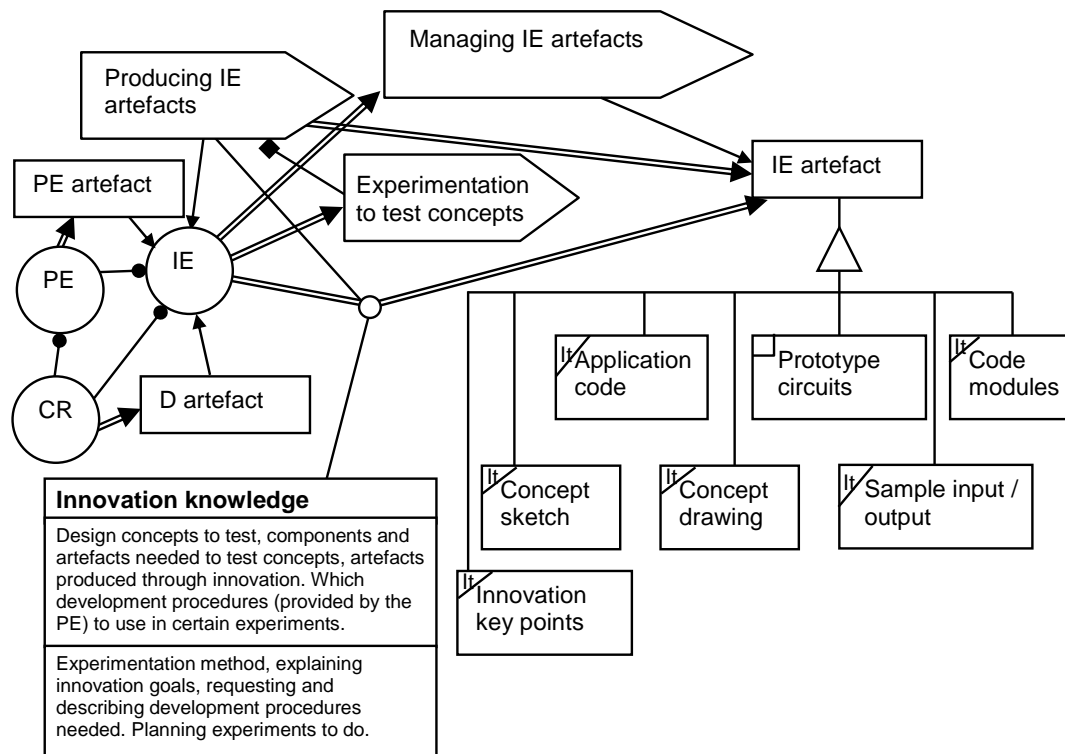 Managing IE artefacts
Producing IE
artefacts
IE artefact
PE artefact
Experimentation
to test concepts
IE
PE
CR
D artefact
It
Application
code
Prototype
circuits
It
Code
modules
It
Concept
sketch
It
Concept
drawing
It
Sample input /
output
It
Innovation
key points
Innovation knowledge
Design concepts to test, components and
artefacts needed to test concepts, artefacts
produced through innovation. Which
development procedures (provided by the
PE) to use in certain experiments.
Experimentation method, explaining
innovation goals, requesting and
describing development procedures
needed. Planning experiments to do.